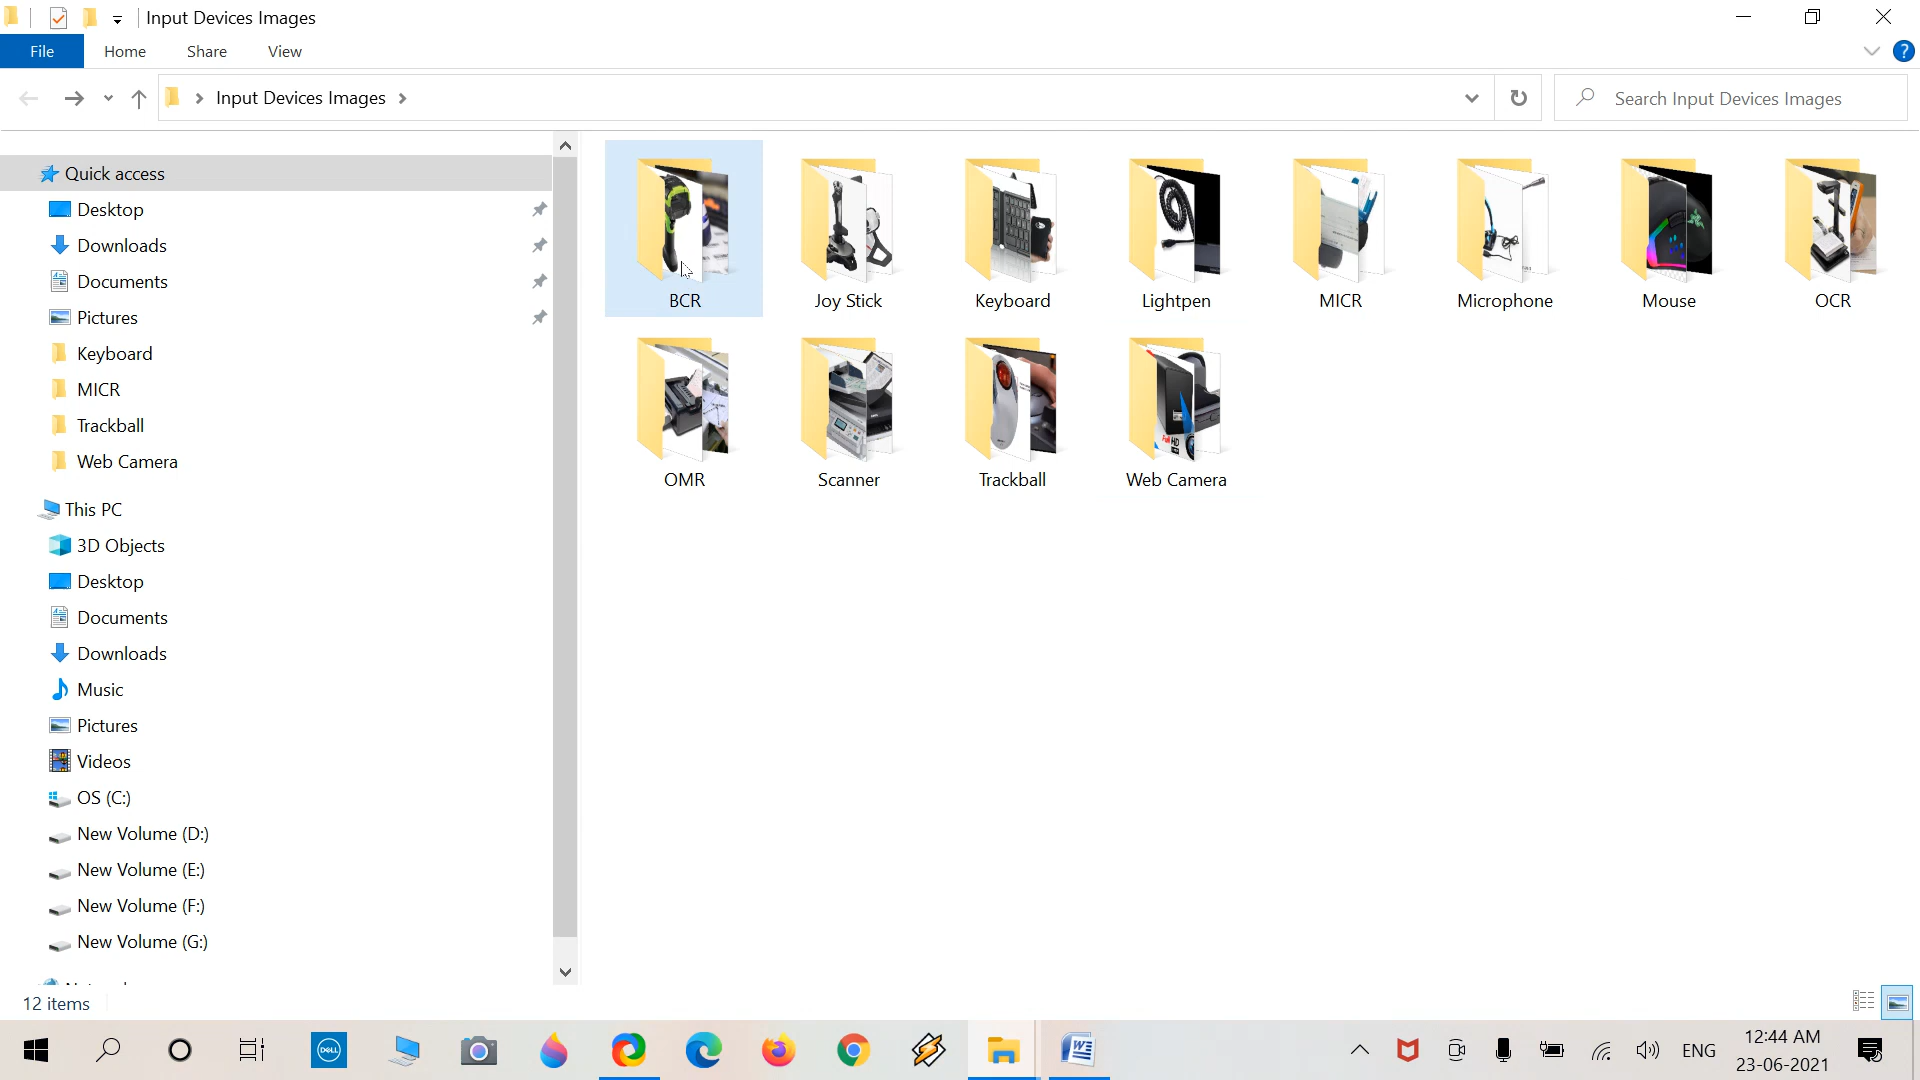 Input Devices Images
File Home Share View
Input Devices Images
Search Input Devices Images
Quick access
Desktop
Downloads
Documents
Pictures
Keyboard
MICR
Trackball
Web Camera
This PC
3D Objects
Desktop
Documents
Downloads
Music
Pictures
Videos
OS (C:)
New Volume (D:)
New Volume (E:)
New Volume (F:)
New Volume (G:)
BCR Joy Stick Keyboard Lightpen MICR Microphone Mouse OCR
OMR Scanner Trackball Web Camera
12 items
DELL
ENG
12:44 AM
23-06-2021